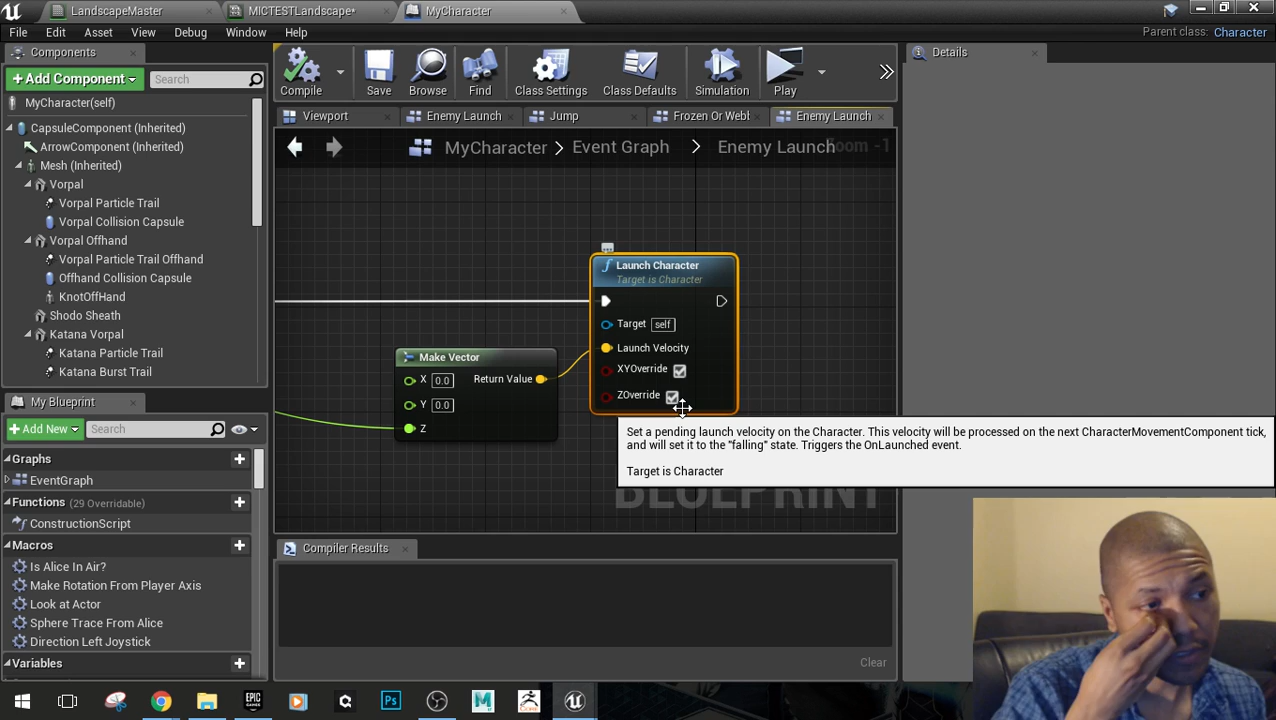 LandscapeMaster
MICTESTLandscape*
MyCharacter
File Edit Asset View Debug Window Help
Parent class: Character
Components
+Add Component
Search
MyCharacter(self)
CapsuleComponent (Inherited)
ArrowComponent (Inherited)
Mesh (Inherited)
Vorpal
Vorpal Particle Trail
Vorpal Collision Capsule
Vorpal Offhand
Vorpal Particle Trail Offhand
Offhand Collision Capsule
KnotOffHand
Shodo Sheath
Katana Vorpal
Katana Particle Trail
Katana Burst Trail
My Blueprint
Add New
Search
Graphs
EventGraph
Functions (29 Overridable)
ConstructionScript
Macros
Is Alice In Air?
Make Rotation From Player Axis
Look at Actor
Sphere Trace From Alice
Direction Left Joystick
Variables
Compile Save Browse Find Class Settings Class Defaults Simulation Play
Viewport Enemy Launch Jump Frozen Or Webb Enemy Launch
MyCharacter > Event Graph > Enemy Launch
Zoom -1
Launch Character
Target is Character
Target self
Launch Velocity
XYOverride
ZOverride
Make Vector
X 0.0 Return Value
Y 0.0
Z
Set a pending launch velocity on the Character. This velocity will be processed on the next CharacterMovementComponent tick,
and will set it to the "falling" state. Triggers the OnLaunched event.
Target is Character
BLUEPRINT
Compiler Results
Clear
Details